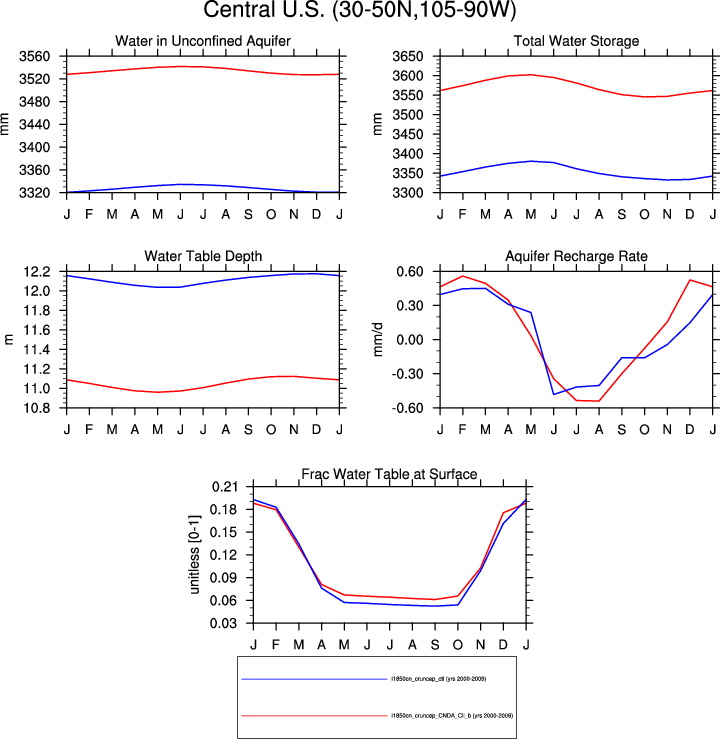 Central U.S. (30-50N,105-90W)
Water in Unconfined Aquifer
3560
3520
3480
3440
3400
3360
3320
mm
J F M A M J J A S O N D J
Total Water Storage
3650
3600
3550
3500
3450
3400
3350
3300
mm
J F M A M J J A S O N D J
Water Table Depth
12.2
12.0
11.8
11.6
11.4
11.2
11.0
10.8
m
J F M A M J J A S O N D J
Aquifer Recharge Rate
0.60
0.30
0.00
-0.30
-0.60
mm/d
J F M A M J J A S O N D J
Frac Water Table at Surface
0.21
0.18
0.15
0.12
0.09
0.06
0.03
unitless [0-1]
J F M A M J J A S O N D J
i1850cn_cruncep_ctl (yrs 2000-2009)
i1850cn_cruncep_CNDA_Cli_b (yrs 2000-2009)